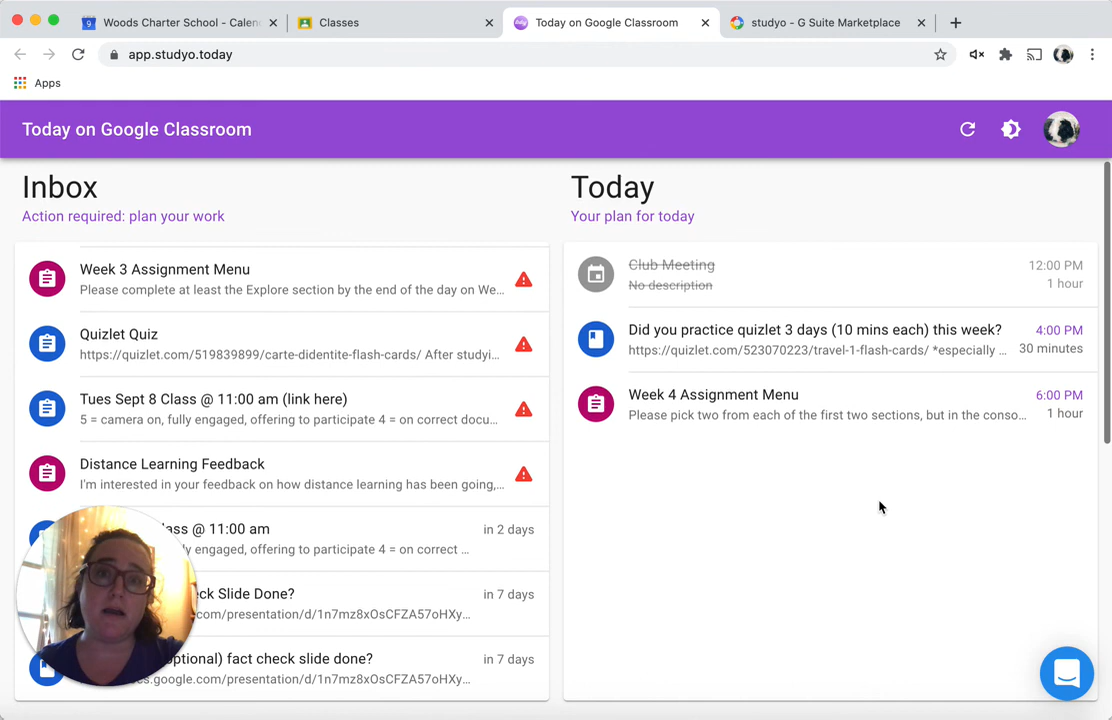 Woods Charter School - Calen
Classes
Today on Google Classroom
studyo - G Suite Marketplace
app.studyo.today
Apps
Today on Google Classroom
Inbox
Action required: plan your work
Week 3 Assignment Menu
Please complete at least the Explore section by the end of the day on We...
Quizlet Quiz
https://quizlet.com/519839899/carte-didentite-flash-cards/ After studyi...
Tues Sept 8 Class @ 11:00 am (link here)
5 = camera on, fully engaged, offering to participate 4 = on correct docu...
Distance Learning Feedback
I'm interested in your feedback on how distance learning has been going,...
@ 11:00 am
in 2 days
engaged, offering to participate 4 = on correct ...
Slide Done?
in 7 days
.com/presentation/d/1n7mz8xOsCFZA57oHXy...
optional) fact check slide done?
in 7 days
.google.com/presentation/d/1n7mz8xOsCFZA57oHXy...
Today
Your plan for today
Club Meeting
12:00 PM
No description
1 hour
Did you practice quizlet 3 days (10 mins each) this week?
4:00 PM
https://quizlet.com/523070223/travel-1-flash-cards/ *especially ...
30 minutes
Week 4 Assignment Menu
6:00 PM
Please pick two from each of the first two sections, but in the conso...
1 hour